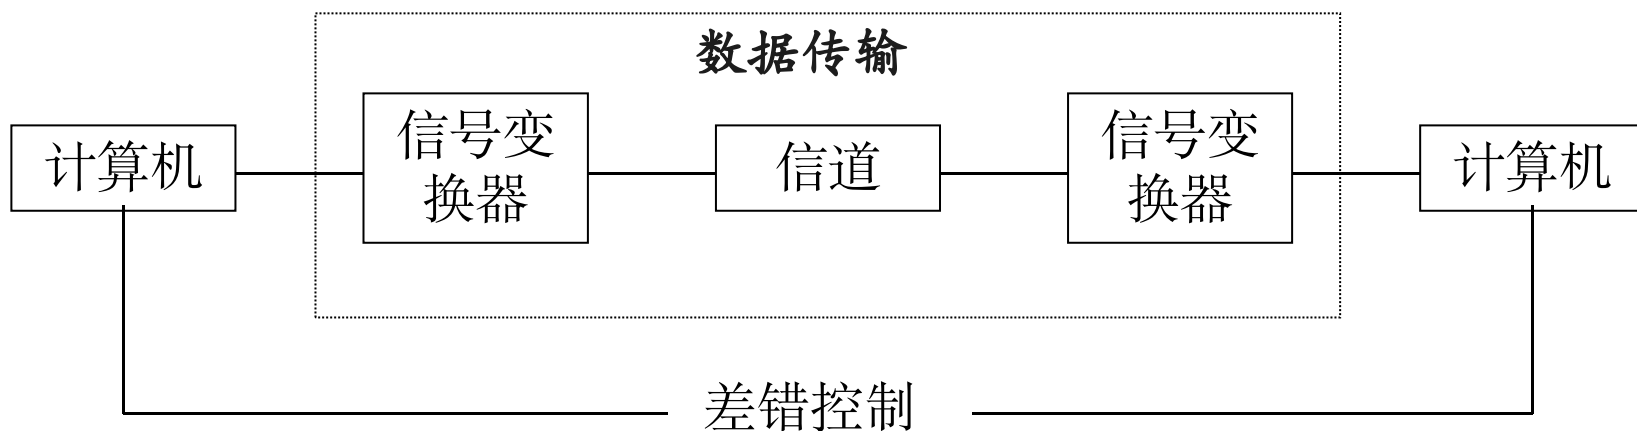 数据传输
计算机
信号变
换器
信道
信号变
换器
计算机
差错控制